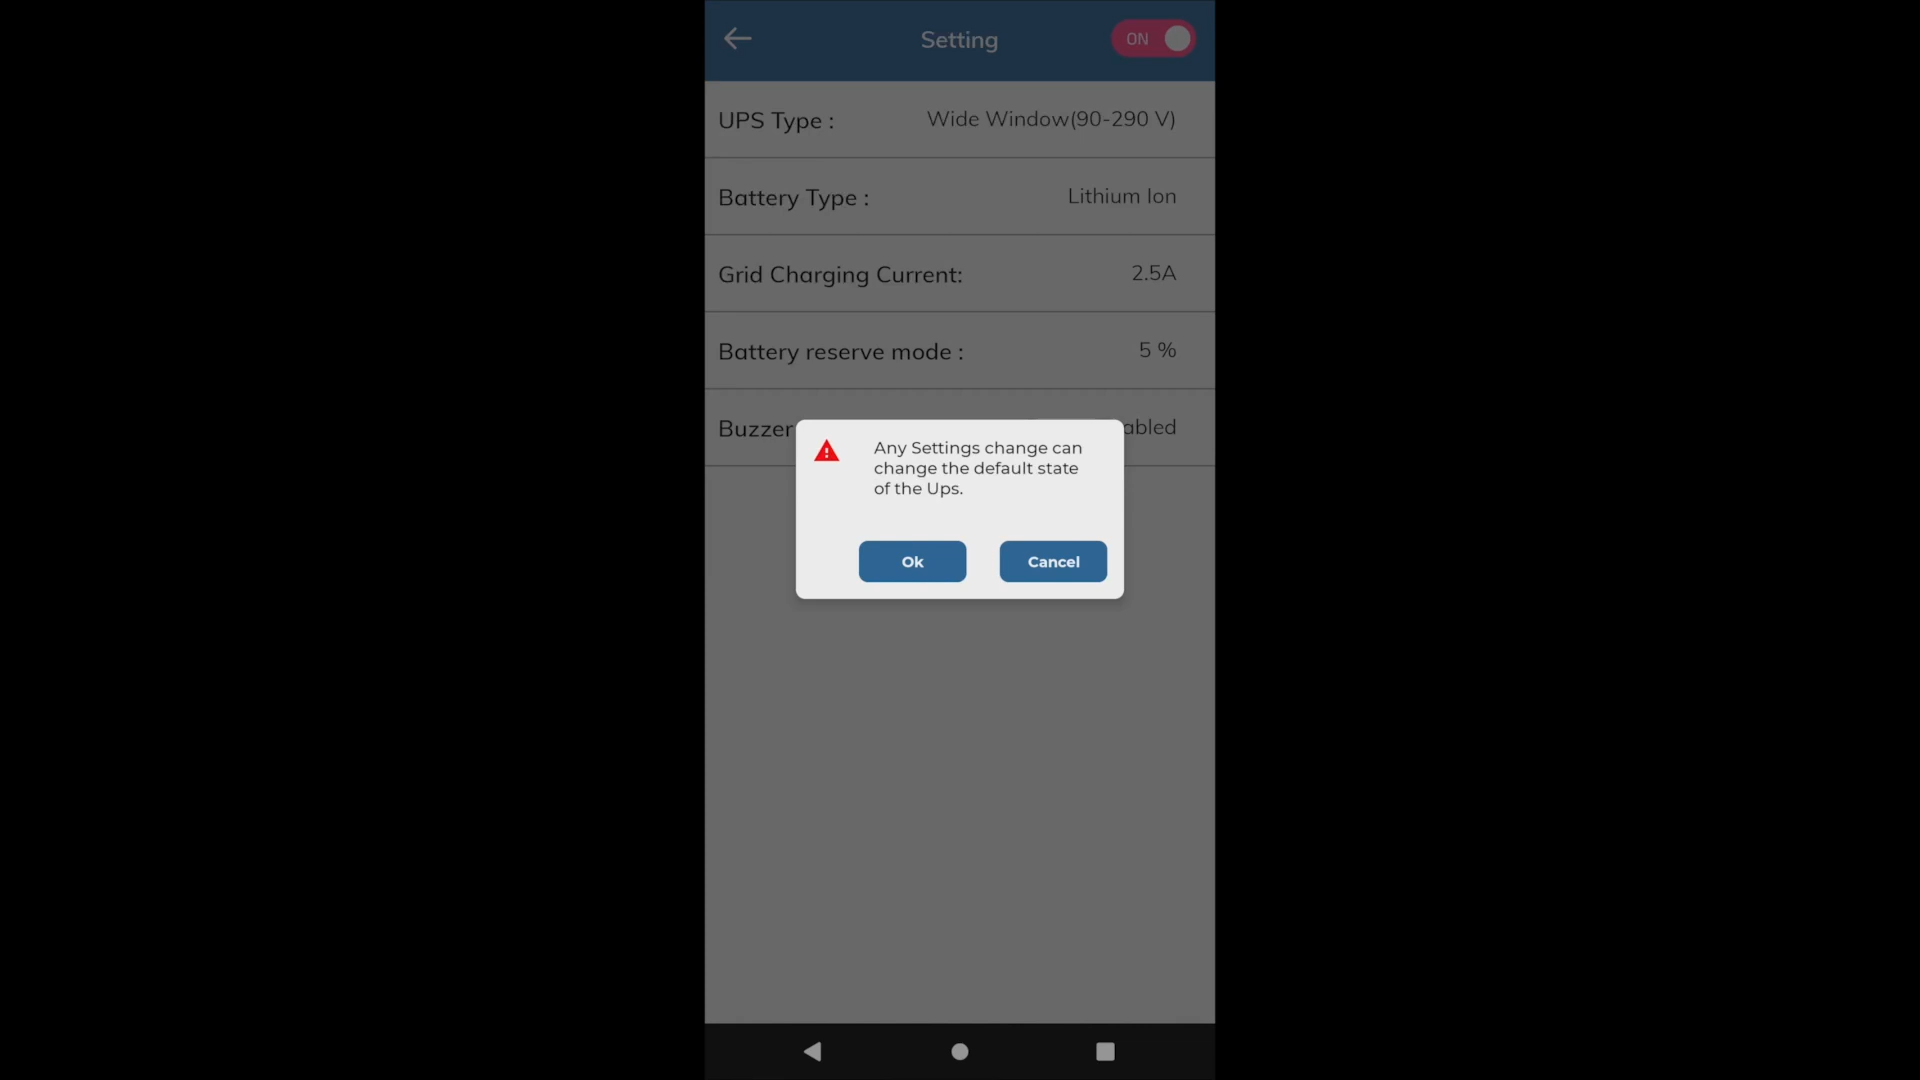 Setting
ON
UPS Type :
Wide Window(90-290 V)
Battery Type :
Lithium Ion
Grid Charging Current:
2.5A
Battery reserve mode :
5 %
Buzzer
Any Settings change can
change the default state
of the Ups.
Ok
Cancel